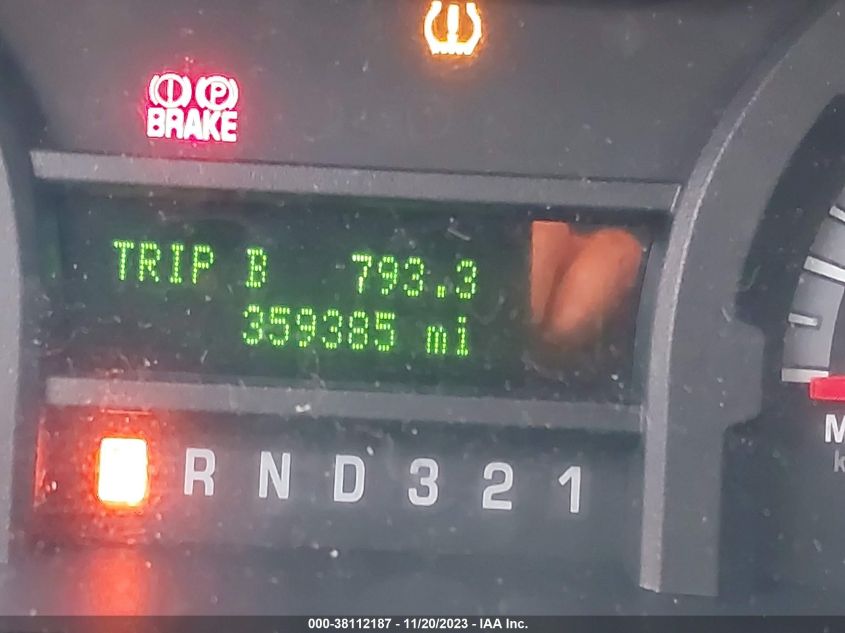 BRAKE
TRIP B 793.3
359385 mi
R N D 3 2 1
000-38112187 - 11/20/2023 - IAA Inc.